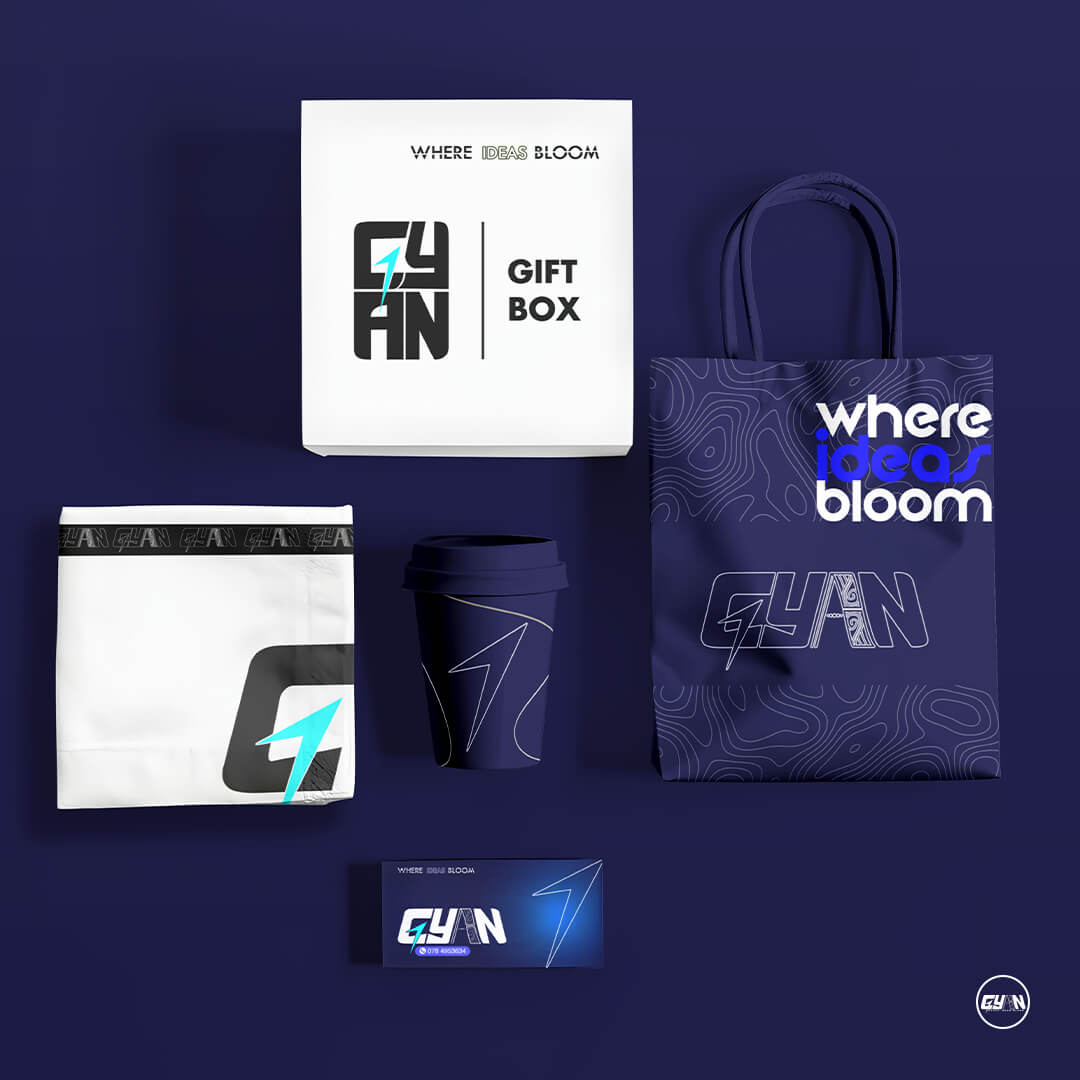 WHERE IDEAS BLOOM
GYAN
GIFT
BOX
where
ideas
bloom
GYAN
GYAN GYAN GYAN GYAN
G
WHERE IDEAS BLOOM
GYAN
GYAN